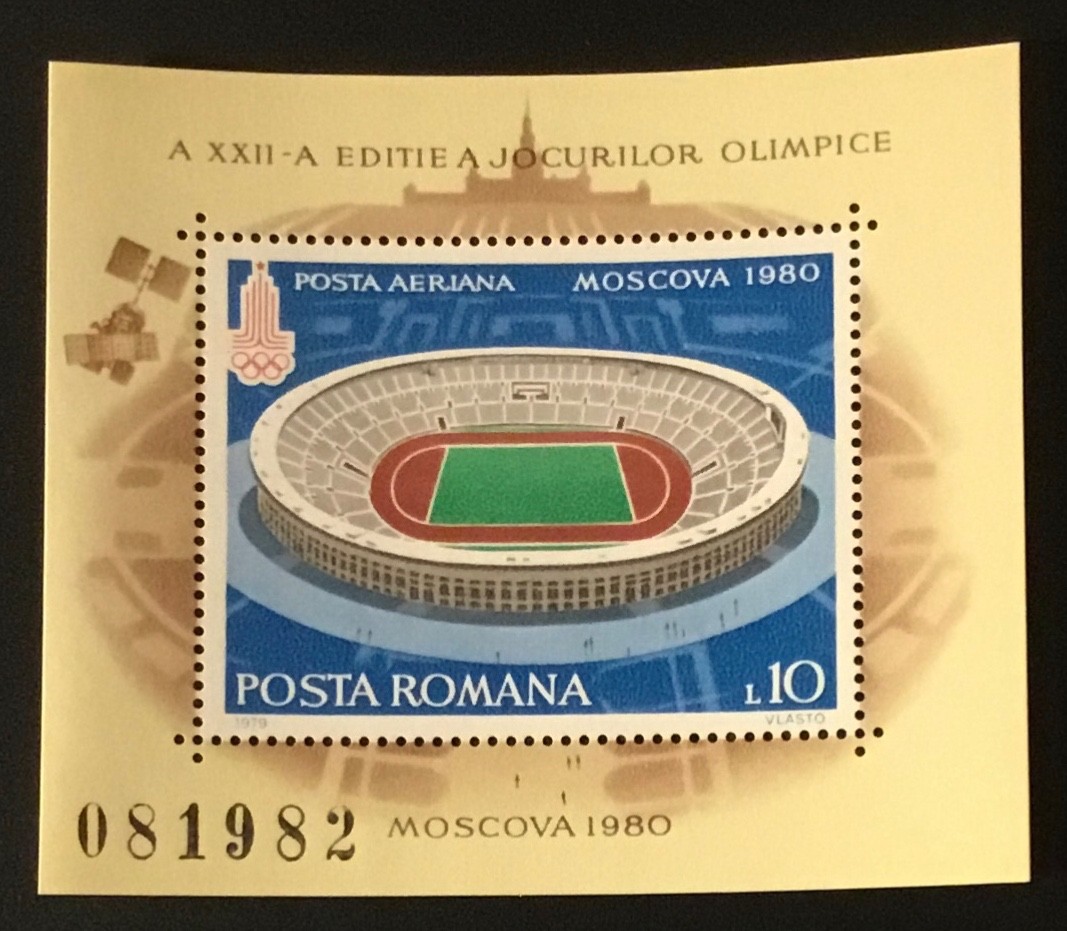 A XXII-A EDITIE A JOCURILOR OLIMPICE
POSTA AERIANA MOSCOVA 1980
POSTA ROMANA L10
1979 VLASTO
081982 MOSCOVA 1980